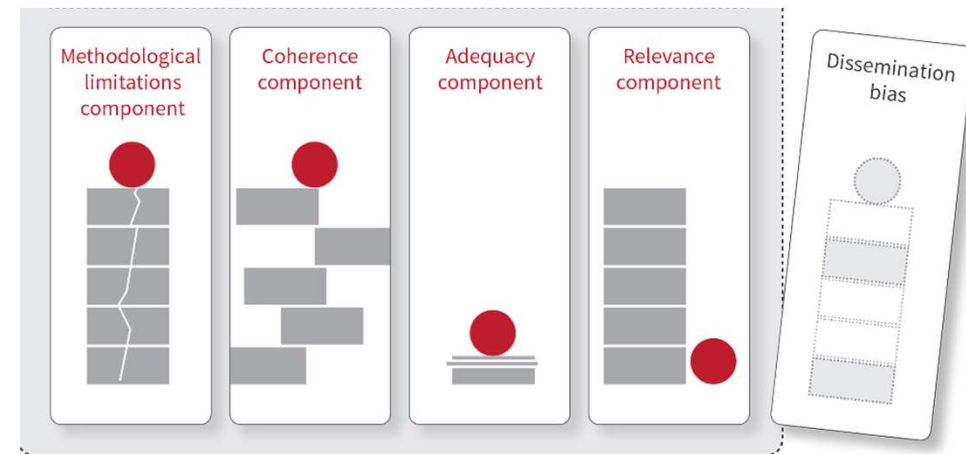 Methodological
limitations
component
Coherence
component
Adequacy
component
Relevance
component
Dissemination
bias